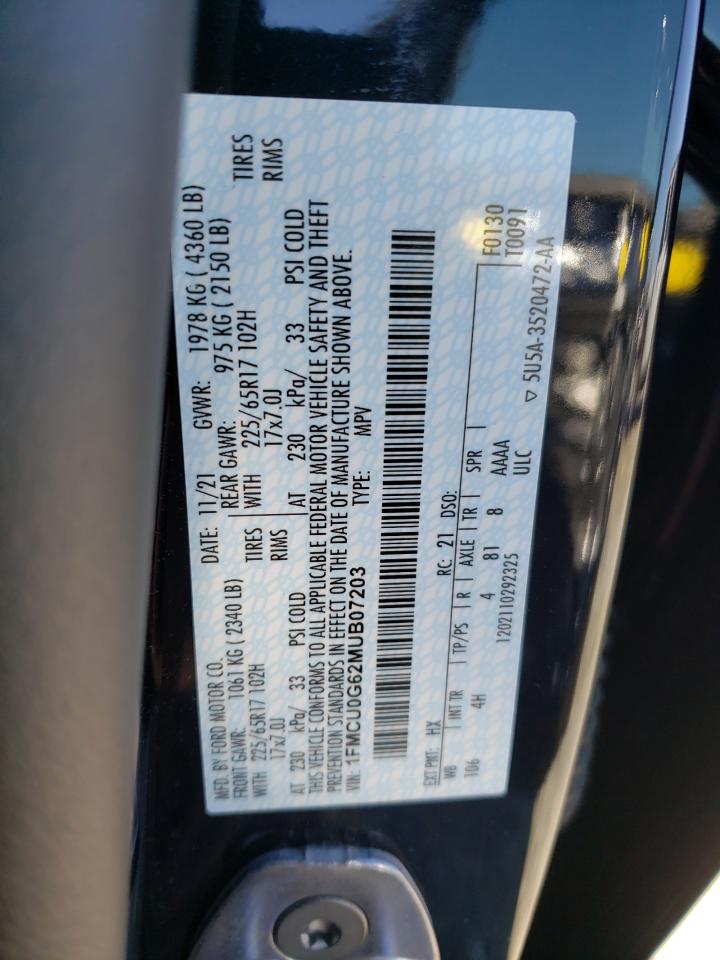 MFD. BY FORD MOTOR CO.
DATE: 11/21 GVWR: 1978 KG ( 4360 LB)
FRONT GAWR: 1061 KG ( 2340 LB) REAR GAWR: 975 KG ( 2150 LB)
WITH 225/65R17 102H TIRES WITH 225/65R17 102H TIRES
17x7.0J RIMS 17x7.0J RIMS
AT 230 kPa/ 33 PSI COLD AT 230 kPa/ 33 PSI COLD
THIS VEHICLE CONFORMS TO ALL APPLICABLE FEDERAL MOTOR VEHICLE SAFETY AND THEFT
PREVENTION STANDARDS IN EFFECT ON THE DATE OF MANUFACTURE SHOWN ABOVE.
VIN: 1FMCU0G62MUB07203 TYPE: MPV
EXT PNT: HX RC: 21 DSO: F0130
WB INT TR TP/PS R AXLE TR SPR T0091
106 4H 4 81 8 AAAA
1202110292325 ULC
▽ 5U5A-3520472-AA